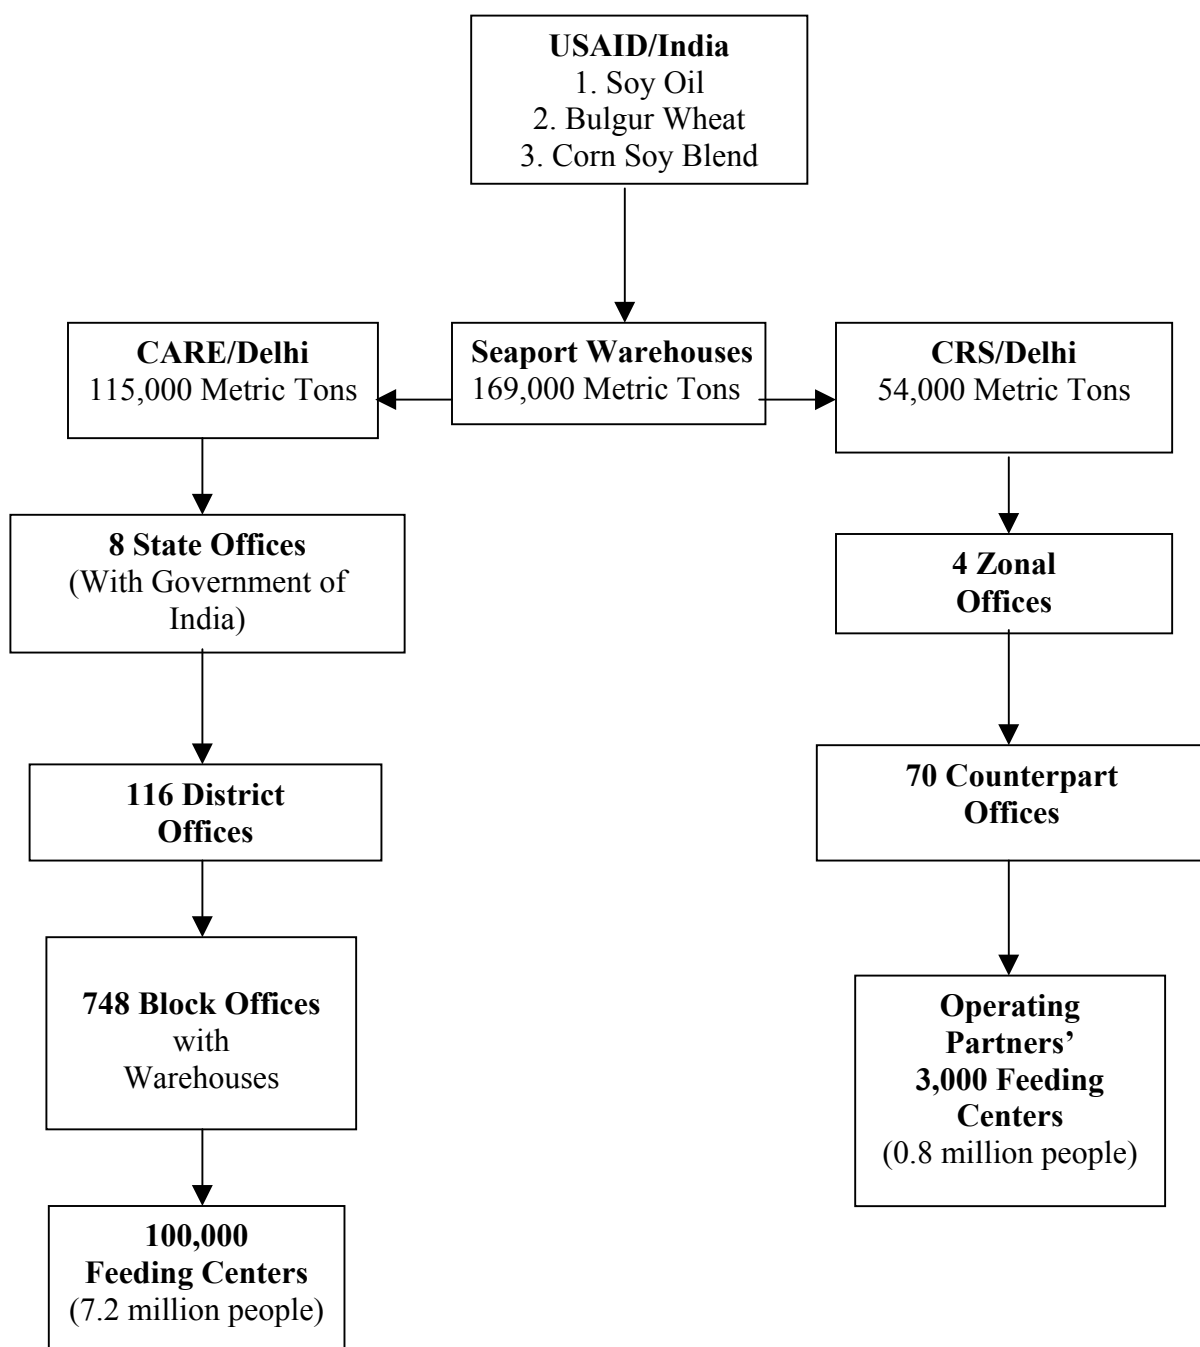 USAID/India
1. Soy Oil
2. Bulgur Wheat
3. Corn Soy Blend
CARE/Delhi
115,000 Metric Tons
Seaport Warehouses
169,000 Metric Tons
CRS/Delhi
54,000 Metric Tons
8 State Offices
(With Government of
India)
4 Zonal
Offices
116 District
Offices
70 Counterpart
Offices
748 Block Offices
with
Warehouses
Operating
Partners’
3,000 Feeding
Centers
(0.8 million people)
100,000
Feeding Centers
(7.2 million people)